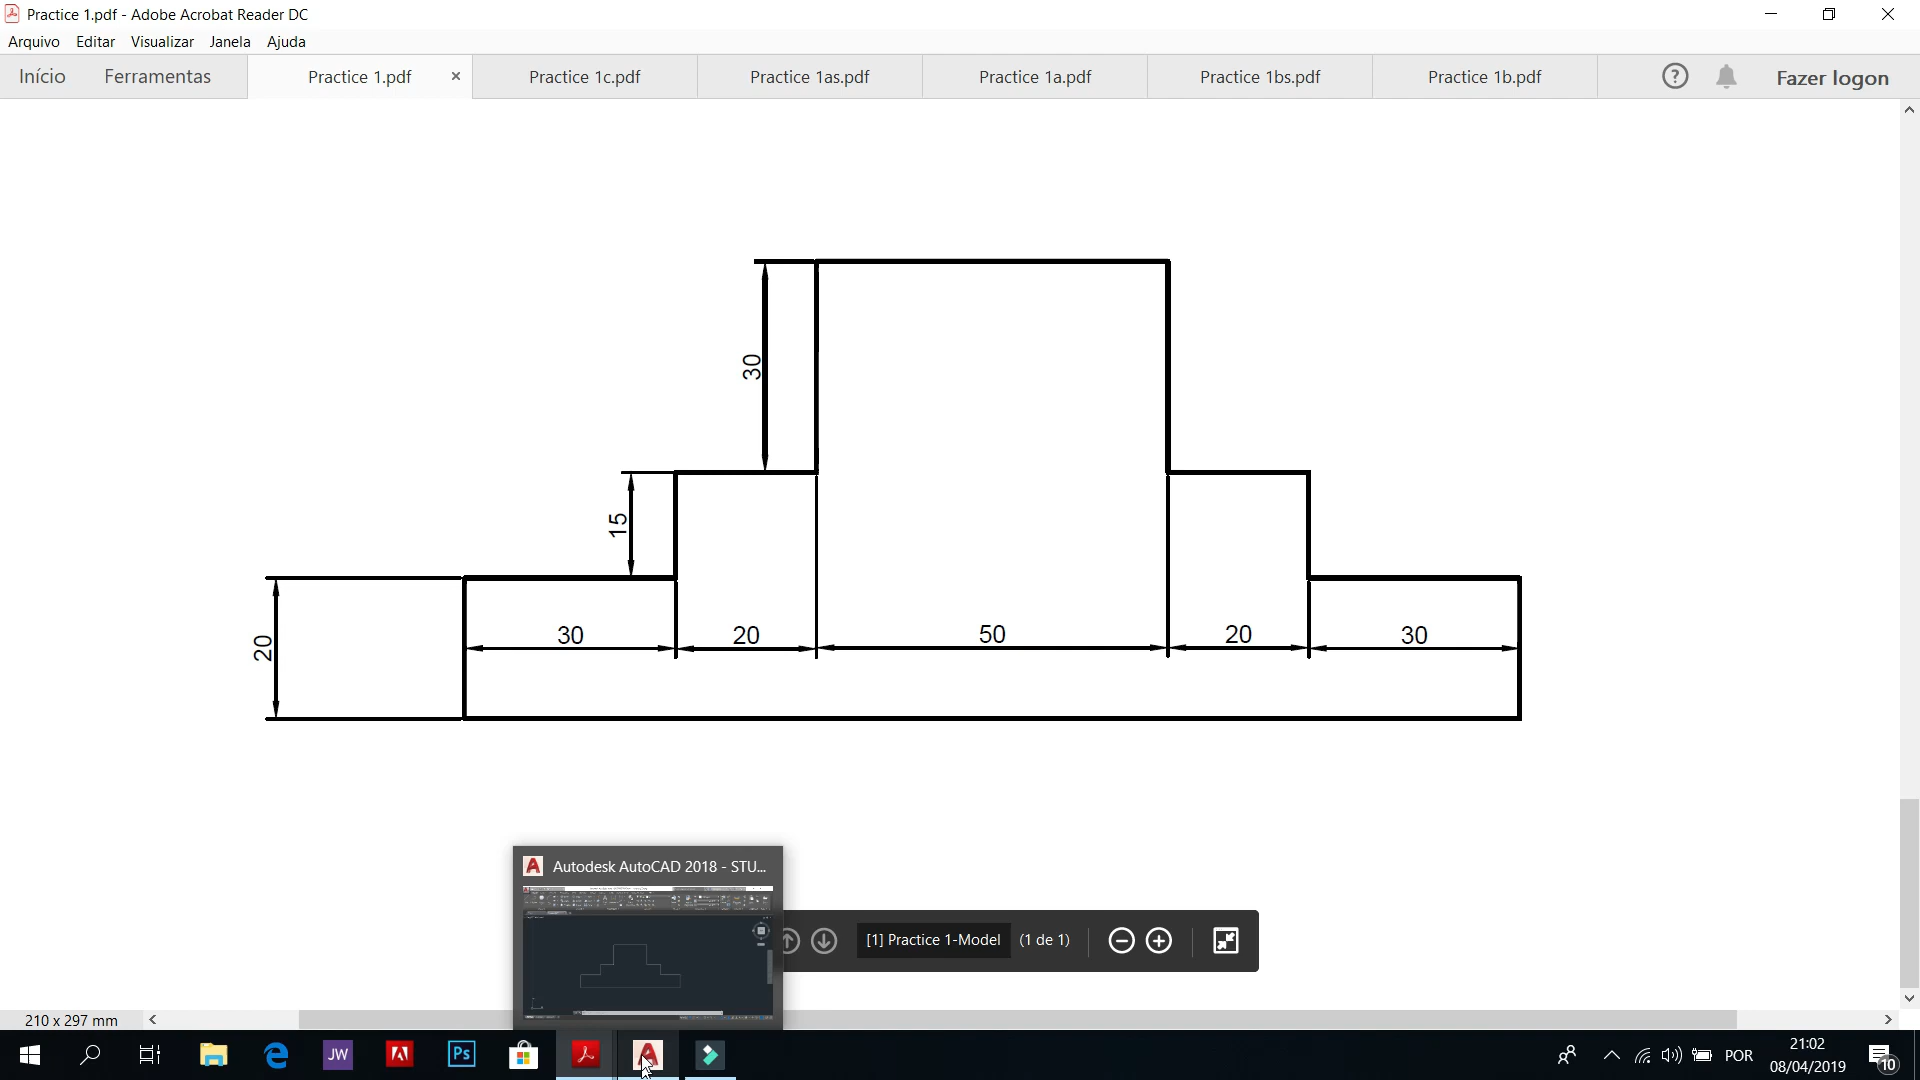 Practice 1.pdf - Adobe Acrobat Reader DC
Arquivo Editar Visualizar Janela Ajuda
Início Ferramentas Practice 1.pdf × Practice 1c.pdf Practice 1as.pdf Practice 1a.pdf Practice 1bs.pdf Practice 1b.pdf ? Fazer logon
30
15
20
30 20 50 20 30
Autodesk AutoCAD 2018 - STU...
[1] Practice 1-Model (1 de 1)
210 x 297 mm
JW Ps POR 21:02
08/04/2019 10